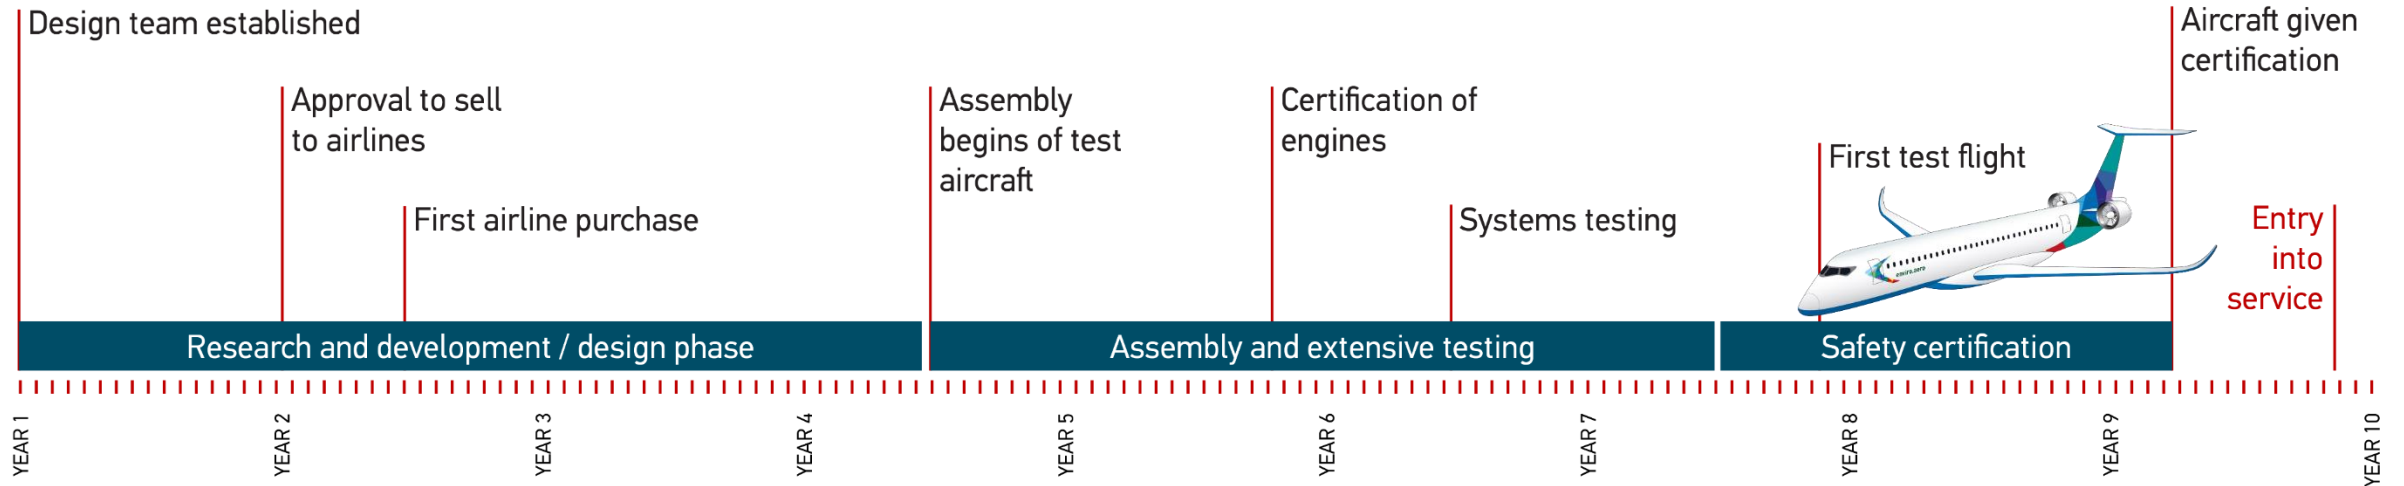 Design team established
Approval to sell
to airlines
First airline purchase
Assembly
begins of test
aircraft
Certification of
engines
Systems testing
First test flight
Aircraft given
certification
Entry
into
service
Research and development / design phase
Assembly and extensive testing
Safety certification
YEAR 1
YEAR 2
YEAR 3
YEAR 4
YEAR 5
YEAR 6
YEAR 7
YEAR 8
YEAR 9
YEAR 10